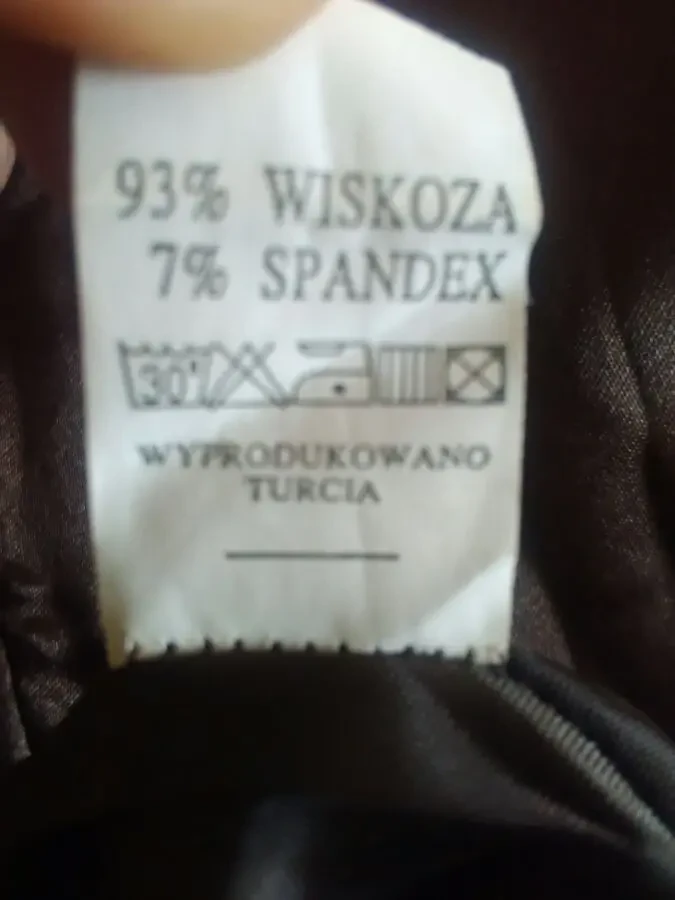 93% WISKOZA
7% SPANDEX
30°
WYPRODUKOWANO
TURCIA